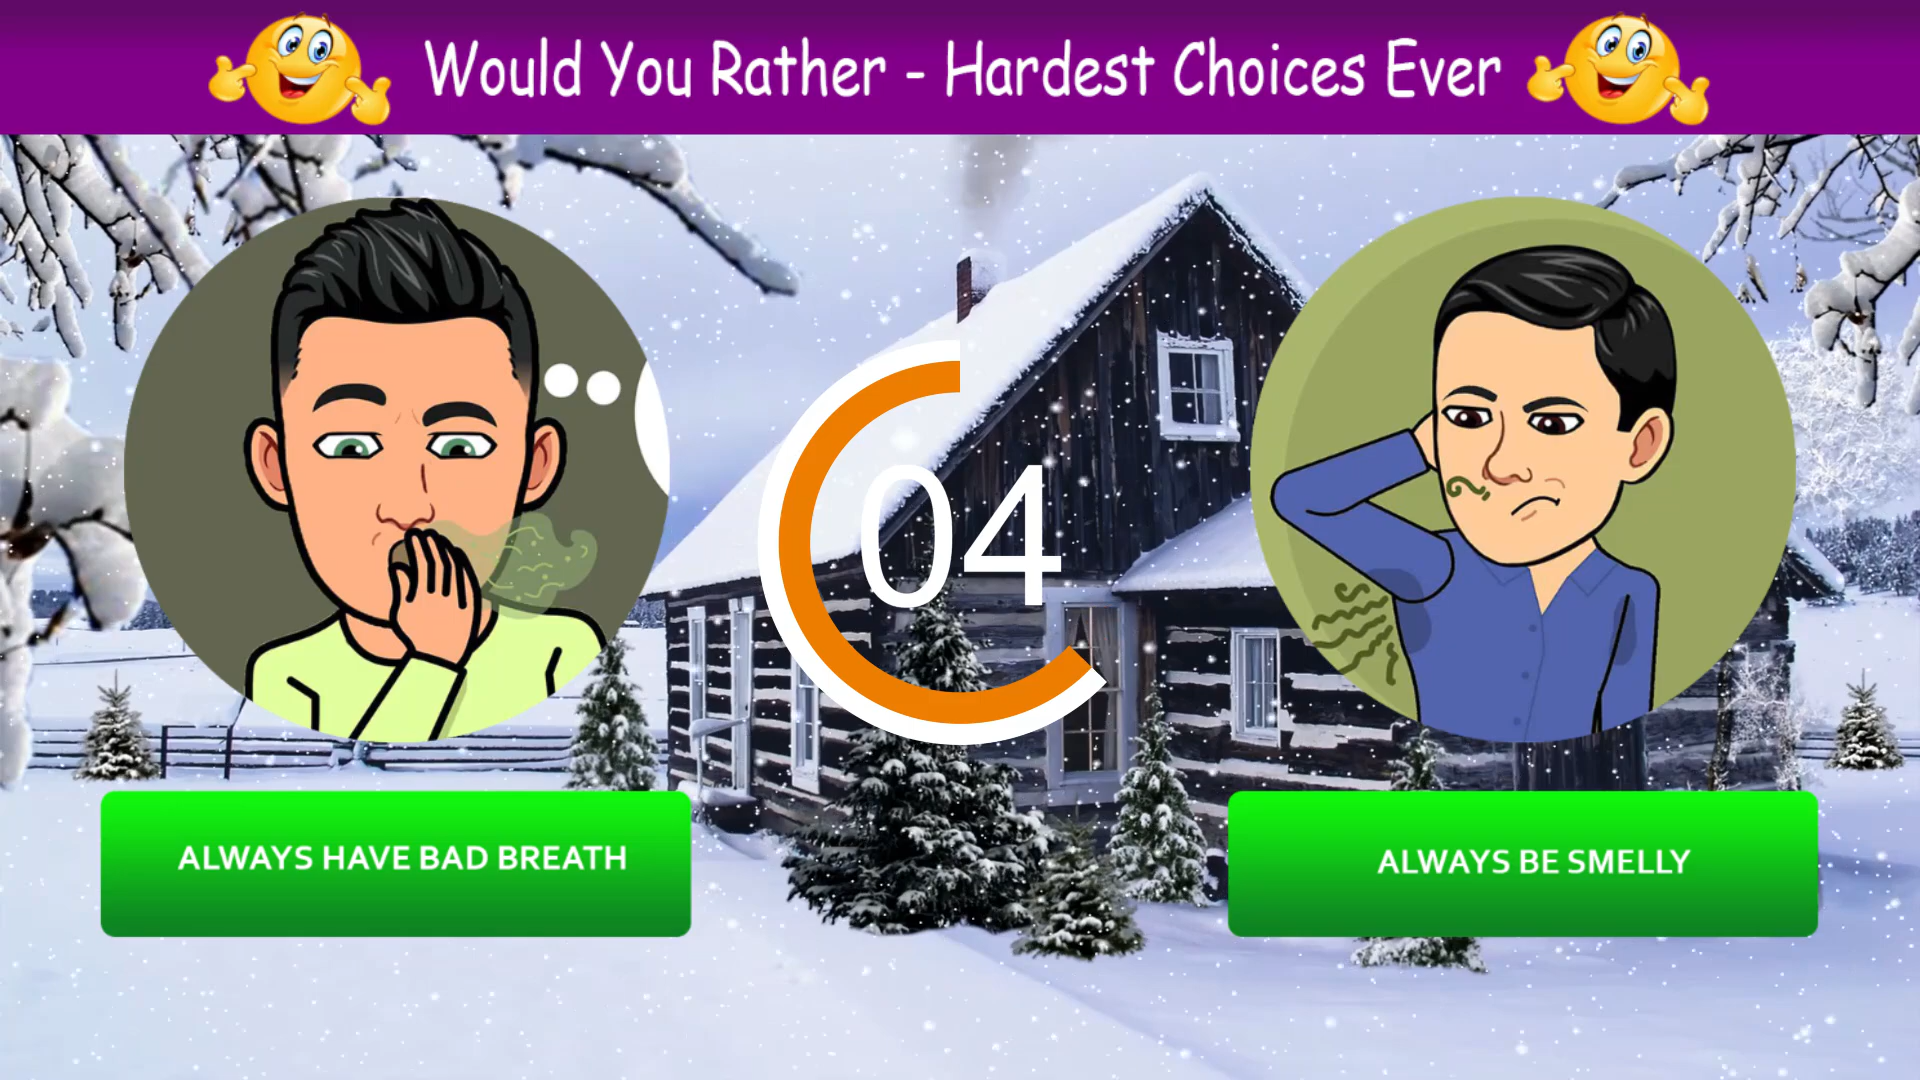 Would You Rather - Hardest Choices Ever
04
ALWAYS HAVE BAD BREATH
ALWAYS BE SMELLY